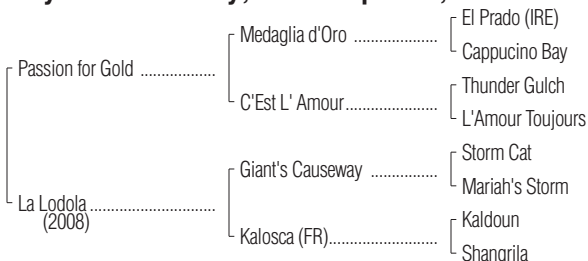 El Prado (IRE)
Medaglia d'Oro ..................
Cappucino Bay
Passion for Gold ..................
Thunder Gulch
C'Est L' Amour......................
L'Amour Toujours
Storm Cat
Giant's Causeway ................
Mariah's Storm
La Lodola ..............................
(2008)
Kaldoun
Kalosca (FR)..........................
Shangrila